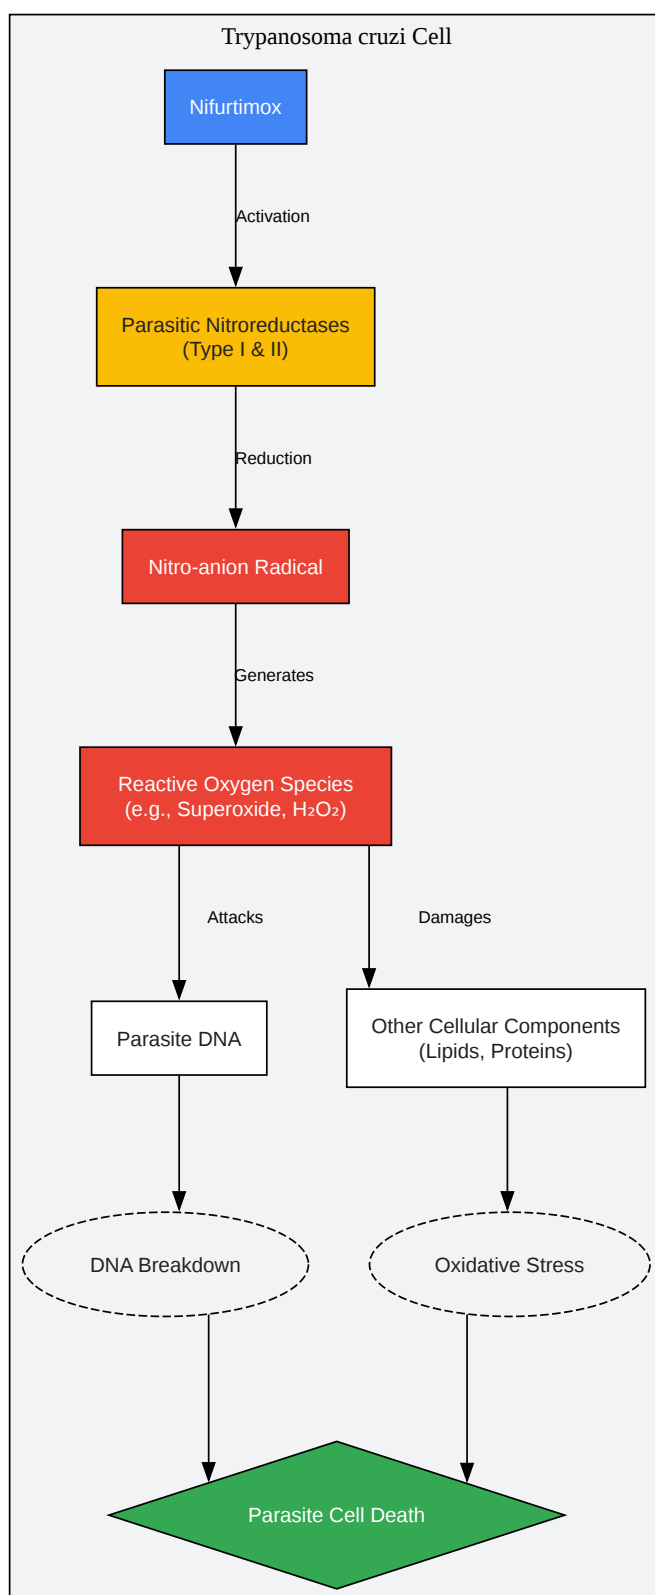 Trypanosoma cruzi Cell
Nifurtimox
Activation
Parasitic Nitroreductases
(Type I & II)
Reduction
Nitro-anion Radical
Generates
Reactive Oxygen Species
(e.g., Superoxide, H₂O₂)
Attacks
Damages
Parasite DNA
Other Cellular Components
(Lipids, Proteins)
DNA Breakdown
Oxidative Stress
Parasite Cell Death